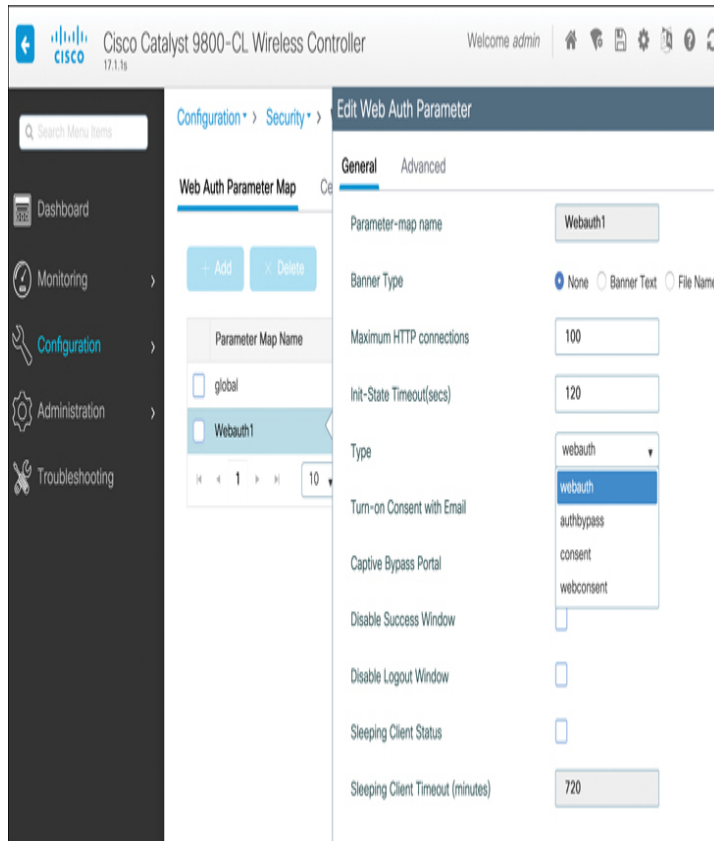 CISCO
Cisco Catalyst 9800-CL Wireless Controller
17.1.1s
Welcome admin
Search Menu Items
Dashboard
Monitoring
Configuration
Administration
Troubleshooting
Configuration > Security >
Web Auth Parameter Map Ce
+ Add
× Delete
Parameter Map Name
global
Webauth1
1
10
Edit Web Auth Parameter
General Advanced
Parameter-map name Webauth1
Banner Type None Banner Text File Name
Maximum HTTP connections 100
Init-State Timeout(secs) 120
Type webauth
webauth
authbypass
consent
webconsent
Turn-on Consent with Email
Captive Bypass Portal
Disable Success Window
Disable Logout Window
Sleeping Client Status
Sleeping Client Timeout (minutes) 720